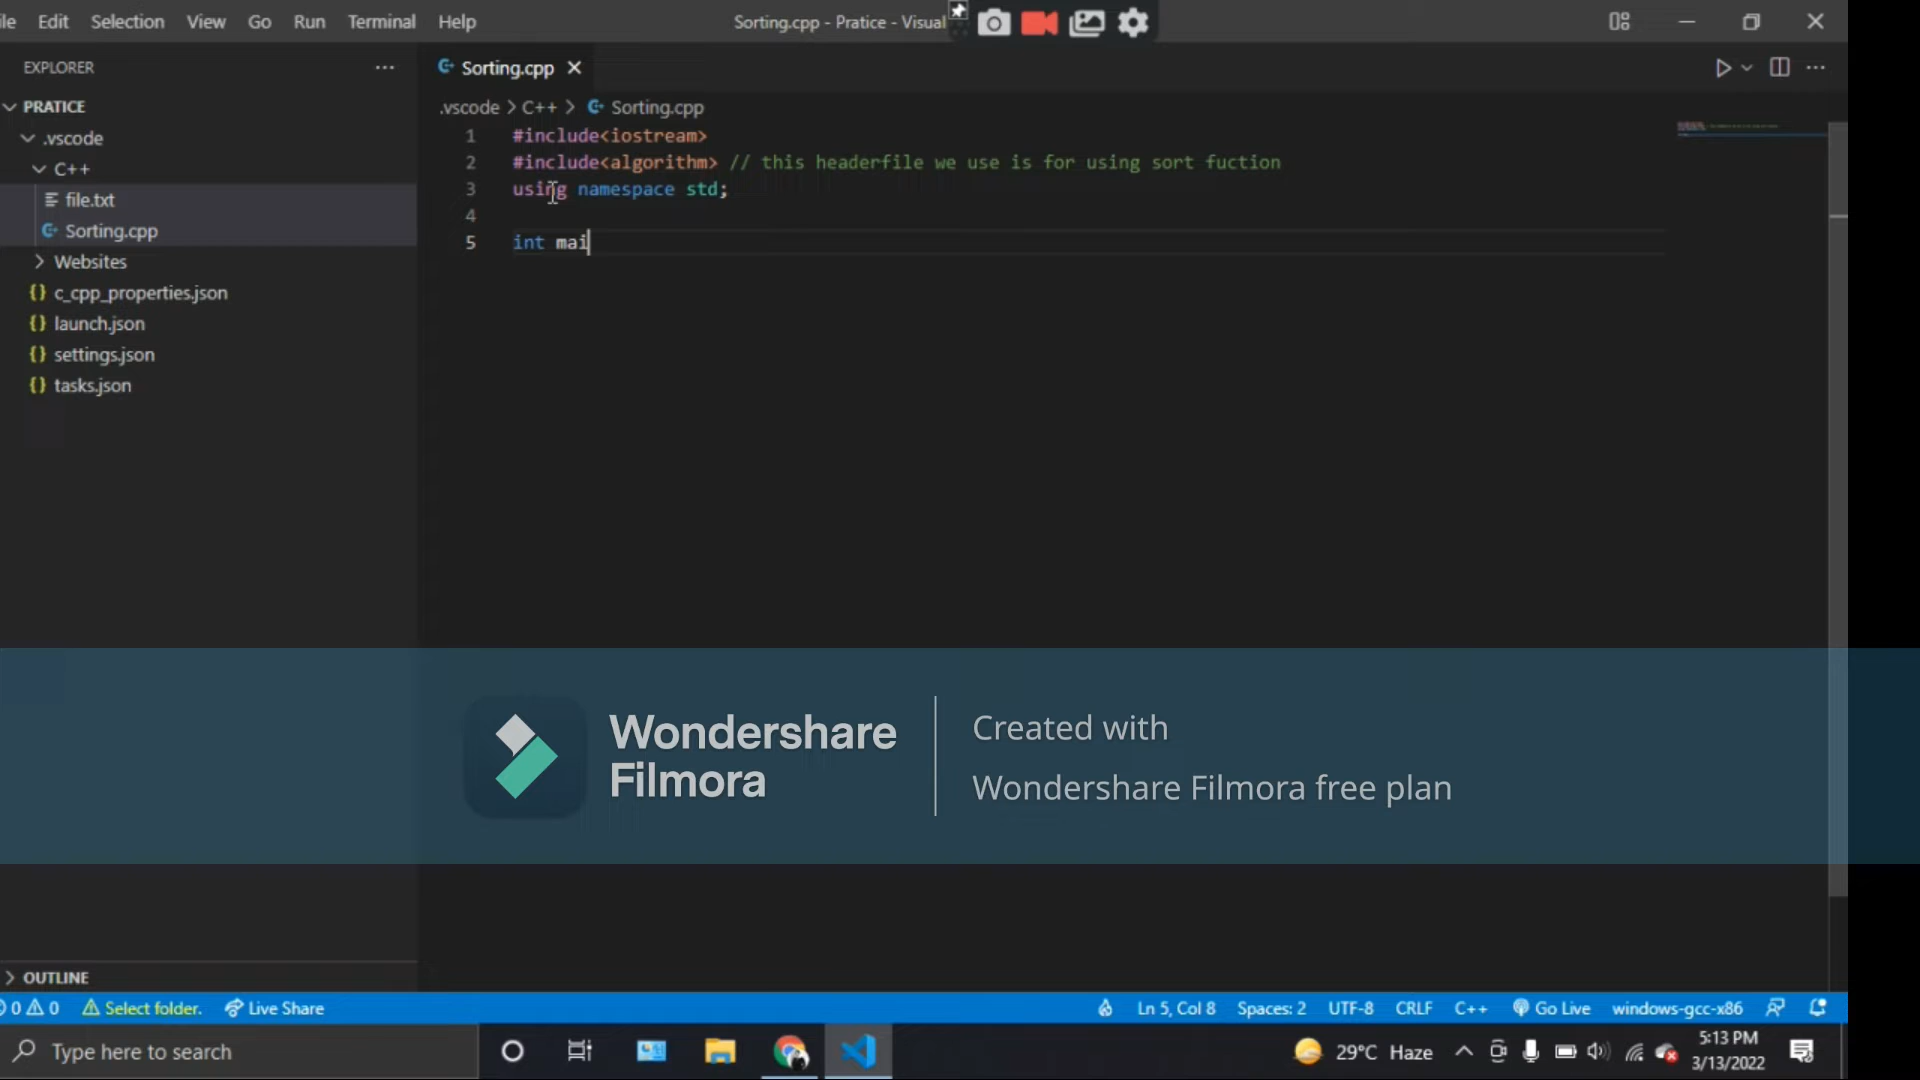 Edit Selection View Go Run Terminal Help
Sorting.cpp - Pratice - Visual
EXPLORER
Sorting.cpp
PRATICE
.vscode > C++ > Sorting.cpp
.vscode
C++
file.txt
Sorting.cpp
Websites
c_cpp_properties.json
launch.json
settings.json
tasks.json
1 #include<iostream>
2 #include<algorithm> // this headerfile we use is for using sort fuction
3 using namespace std;
4
5 int mai
Wondershare
Filmora
Created with
Wondershare Filmora free plan
OUTLINE
0 0 Select folder. Live Share
Ln 5, Col 8 Spaces: 2 UTF-8 CRLF C++ Go Live windows-gcc-x86
Type here to search
29°C Haze
5:13 PM
3/13/2022